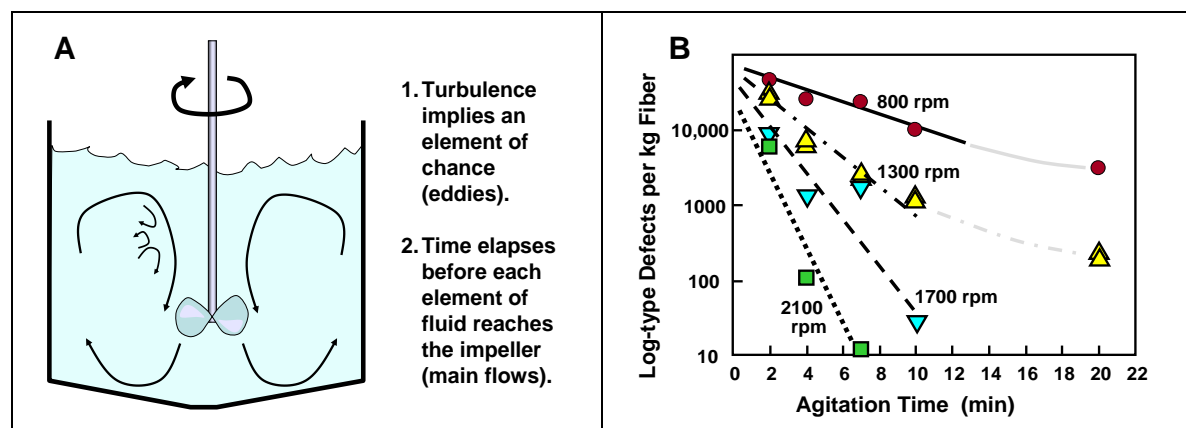 A
1. Turbulence
implies an
element of
chance
(eddies).
2. Time elapses
before each
element of
fluid reaches
the impeller
(main flows).
B
Log-type Defects per kg Fiber
10,000
1000
100
10
800 rpm
1300 rpm
1700 rpm
2100
rpm
0 2 4 6 8 10 12 14 16 18 20 22
Agitation Time (min)